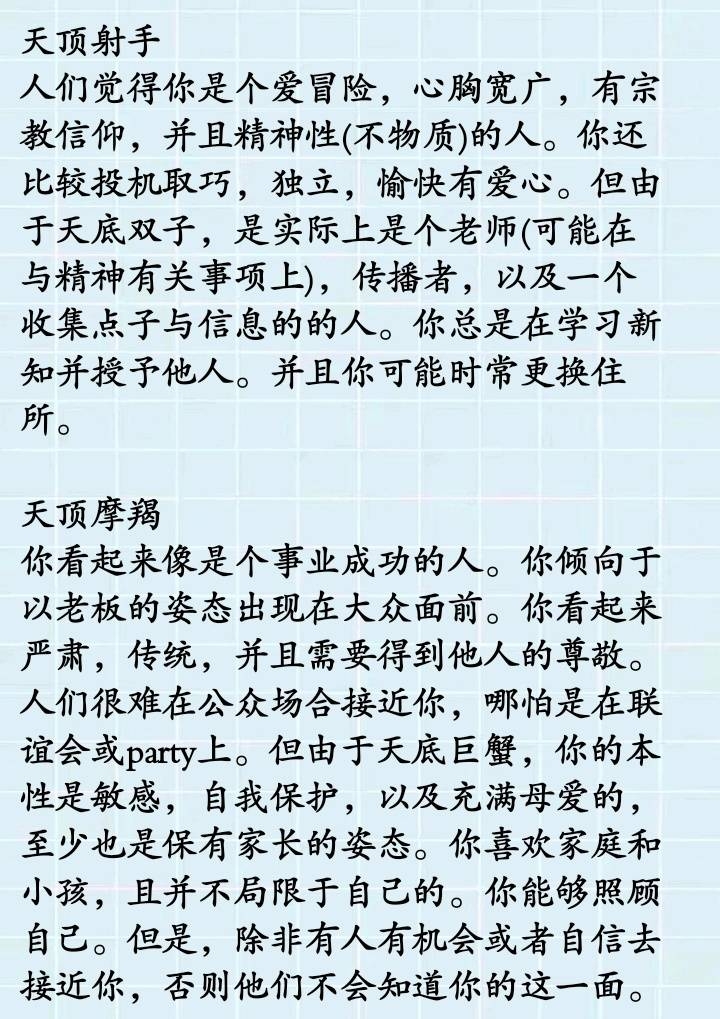 天顶射手
人们觉得你是个爱冒险，心胸宽广，有宗
教信仰，并且精神性(不物质)的人。你还
比较投机取巧，独立，愉快有爱心。但由
于天底双子，是实际上是个老师(可能在
与精神有关事项上)，传播者，以及一个
收集点子与信息的的人。你总是在学习新
知并授予他人。并且你可能时常更换住
所。
天顶摩羯
你看起来像是个事业成功的人。你倾向于
以老板的姿态出现在大众面前。你看起来
严肃，传统，并且需要得到他人的尊敬。
人们很难在公众场合接近你，哪怕是在联
谊会或party上。但由于天底巨蟹，你的本
性是敏感，自我保护，以及充满母爱的，
至少也是保有家长的姿态。你喜欢家庭和
小孩，且并不局限于自己的。你能够照顾
自己。但是，除非有人有机会或者自信去
接近你，否则他们不会知道你的这一面。